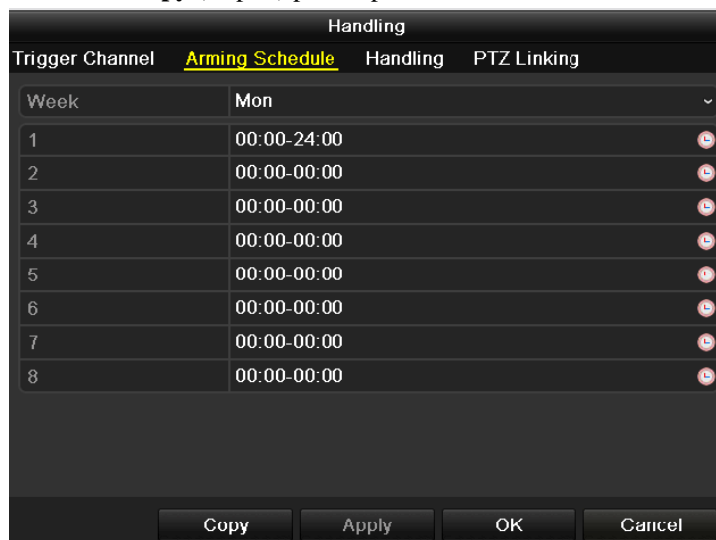 Handling
Trigger Channel Arming Schedule Handling PTZ Linking
Week Mon
1 00:00-24:00
2 00:00-00:00
3 00:00-00:00
4 00:00-00:00
5 00:00-00:00
6 00:00-00:00
7 00:00-00:00
8 00:00-00:00
Copy Apply OK Cancel